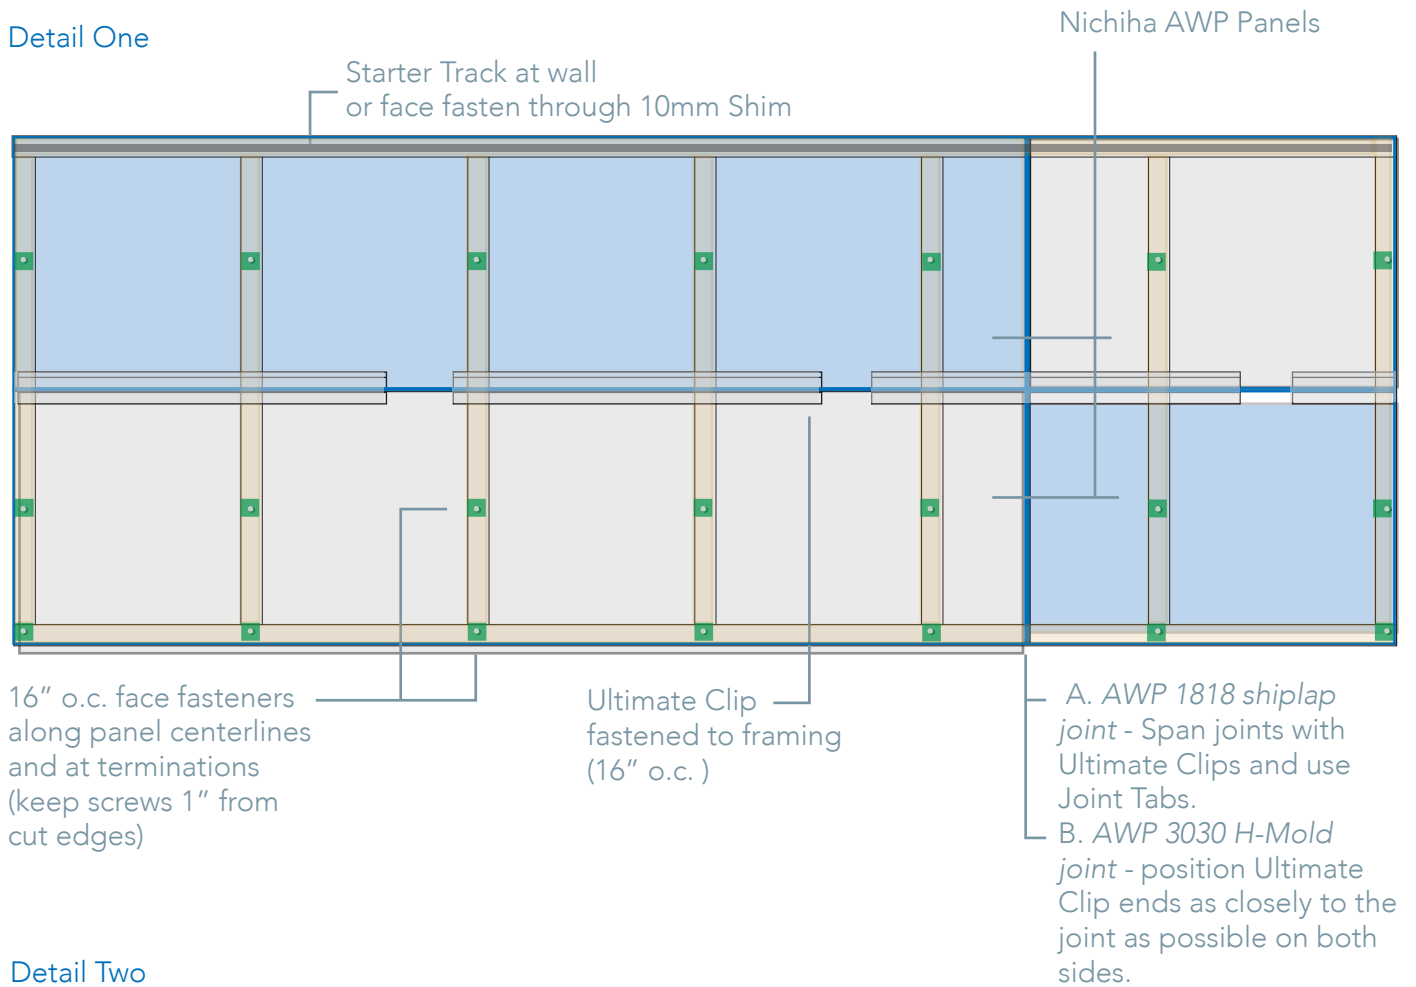 Detail One
Nichiha AWP Panels
Starter Track at wall
or face fasten through 10mm Shim
16” o.c. face fasteners
along panel centerlines
and at terminations
(keep screws 1” from
cut edges)
Ultimate Clip
fastened to framing
(16” o.c. )
A. AWP 1818 shiplap
joint - Span joints with
Ultimate Clips and use
Joint Tabs.
B. AWP 3030 H-Mold
joint - position Ultimate
Clip ends as closely to the
joint as possible on both
sides.
Detail Two